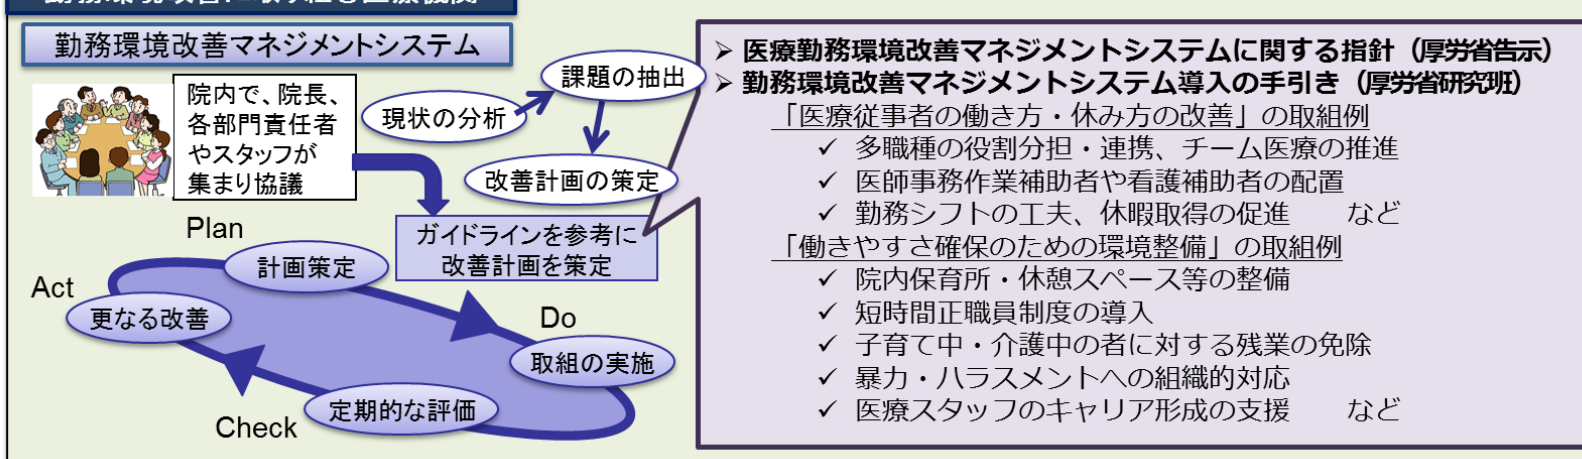 勤務環境改善に取り組む医療機関
勤務環境改善マネジメントシステム
院内で、院長、
各部門責任者
やスタッフが
集まり協議
現状の分析
課題の抽出
改善計画の策定
ガイドラインを参考に
改善計画を策定
Plan
計画策定
Do
取組の実施
Check
定期的な評価
Act
更なる改善
➢ 医療勤務環境改善マネジメントシステムに関する指針（厚労省告示）
➢ 勤務環境改善マネジメントシステム導入の手引き（厚労省研究班）
「医療従事者の働き方・休み方の改善」の取組例
✓ 多職種の役割分担・連携、チーム医療の推進
✓ 医師事務作業補助者や看護補助者の配置
✓ 勤務シフトの工夫、休暇取得の促進　　など
「働きやすさ確保のための環境整備」の取組例
✓ 院内保育所・休憩スペース等の整備
✓ 短時間正職員制度の導入
✓ 子育て中・介護中の者に対する残業の免除
✓ 暴力・ハラスメントへの組織的対応
✓ 医療スタッフのキャリア形成の支援　　など